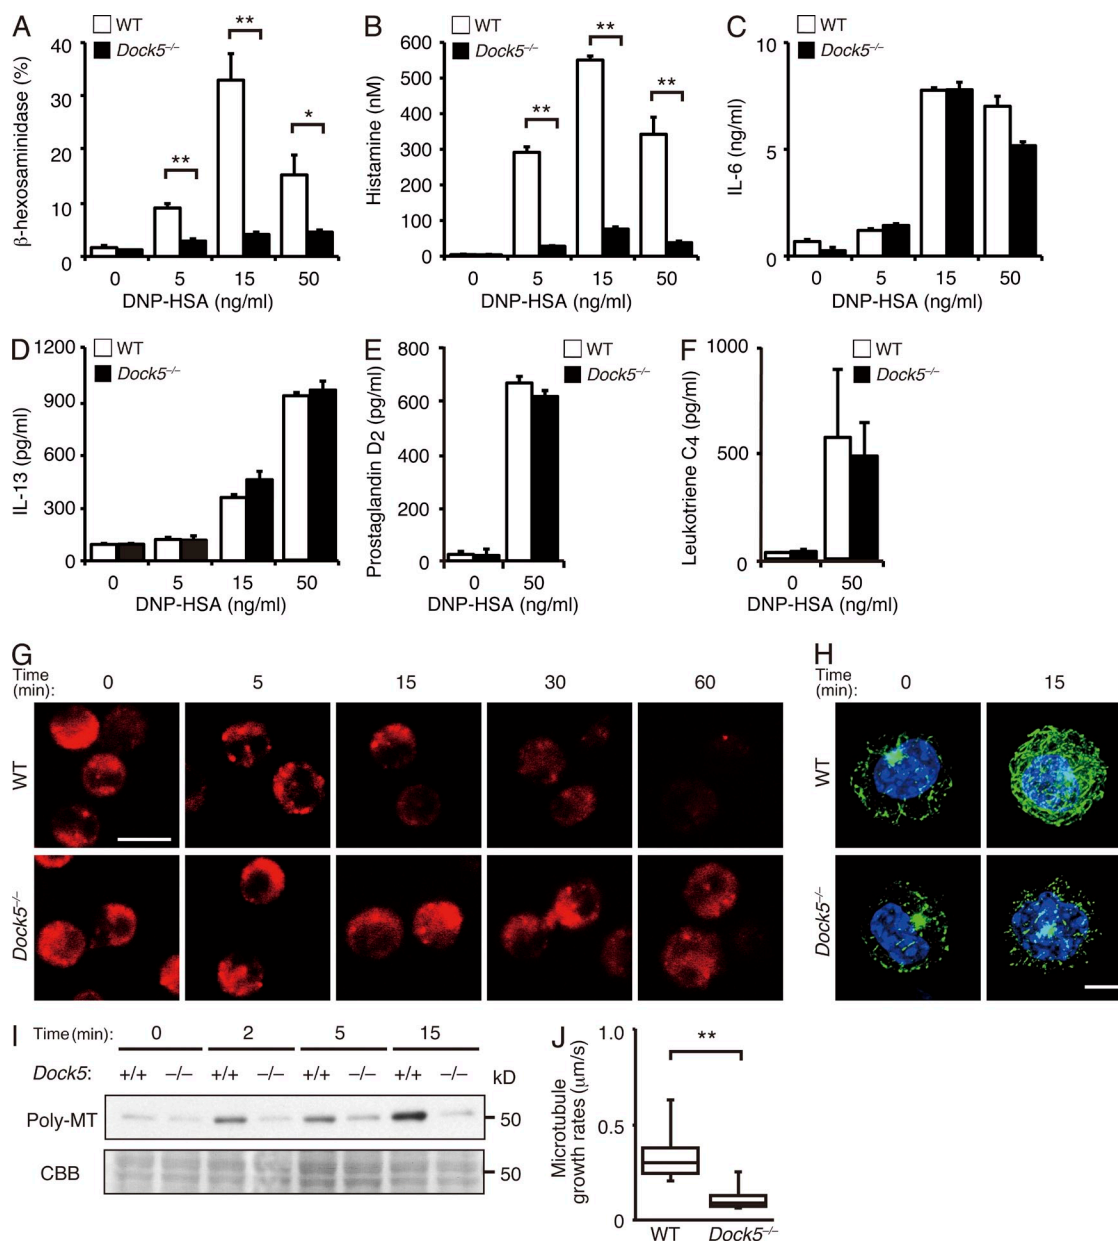 A
WT
Dock5–/–
β-hexosaminidase (%)
40
30
20
10
0
**
**
*
0 5 15 50
DNP-HSA (ng/ml)
B
WT
Dock5–/–
Histamine (nM)
600
500
400
300
200
100
0
**
**
**
0 5 15 50
DNP-HSA (ng/ml)
C
WT
Dock5–/–
IL-6 (ng/ml)
10
5
0
0 5 15 50
DNP-HSA (ng/ml)
D
WT
Dock5–/–
IL-13 (pg/ml)
1200
900
600
300
0
0 5 15 50
DNP-HSA (ng/ml)
E
WT
Dock5–/–
Prostaglandin D2 (pg/ml)
800
600
400
200
0
0 50
DNP-HSA (ng/ml)
F
WT
Dock5–/–
Leukotriene C4 (pg/ml)
1000
500
0
0 50
DNP-HSA (ng/ml)
G
Time
(min): 0 5 15 30 60
WT
Dock5–/–
H
Time
(min): 0 15
WT
Dock5–/–
I
Time (min): 0 2 5 15
Dock5: +/+ –/– +/+ –/– +/+ –/– +/+ –/– kD
Poly-MT 50
CBB 50
J
Microtubule
growth rates (μm/s)
1.0
0.5
0
**
WT Dock5–/–